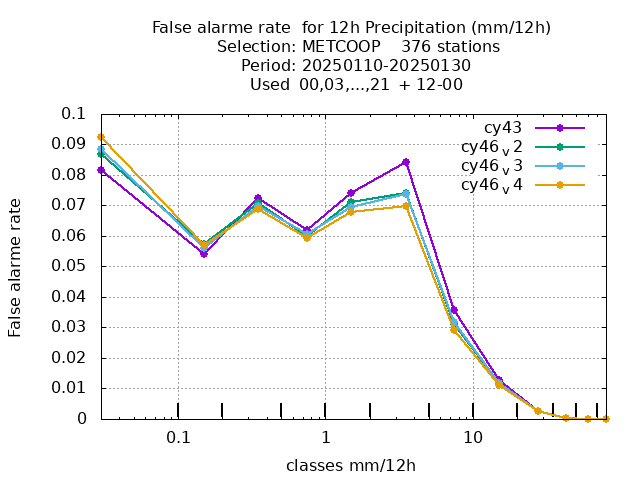 False alarme rate  for 12h Precipitation (mm/12h)
Selection: METCOOP    376 stations
Period: 20250110-20250130
Used  00,03,...,21  + 12-00
cy43
cy46_v2
cy46_v3
cy46_v4
0.1
0.09
0.08
0.07
0.06
0.05
0.04
0.03
0.02
0.01
0
False alarme rate
0.1
1
10
classes mm/12h